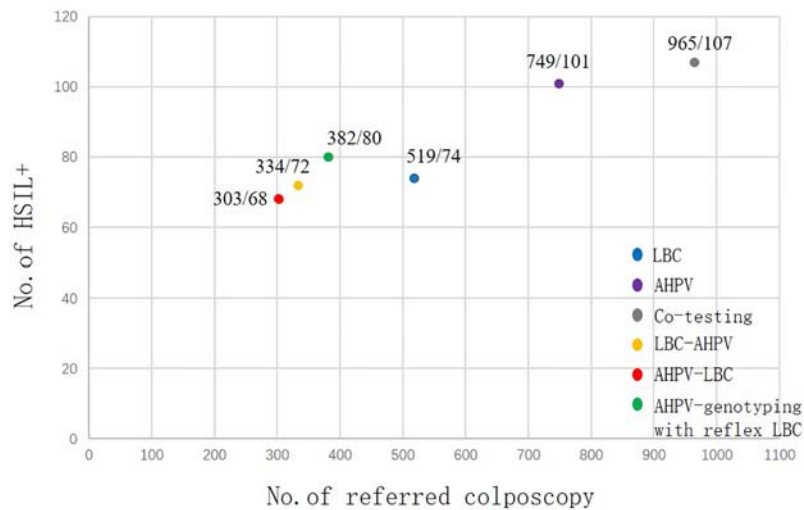 120
100
80
60
40
20
0
965/107
749/101
382/80
519/74
334/72
303/68
No.of HSIL+
LBC
AHPV
Co-testing
LBC-AHPV
AHPV-LBC
AHPV-genotyping
with reflex LBC
0 100 200 300 400 500 600 700 800 900 1000 1100
No.of referred colposcopy